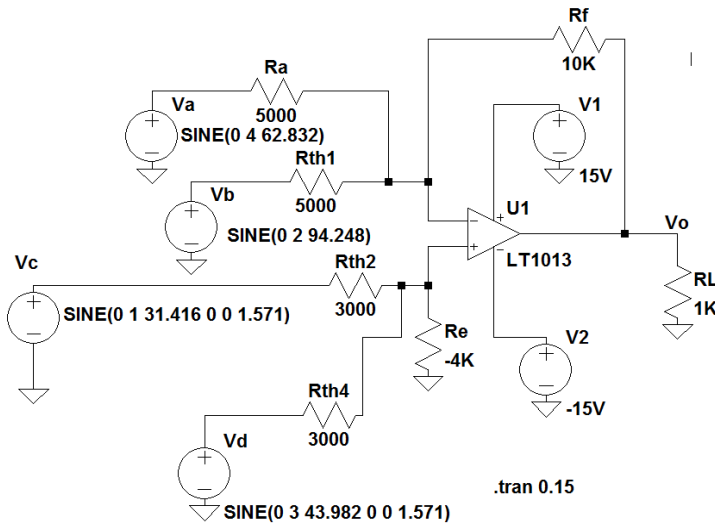 Rf
10K
Ra
5000
Va
SINE(0 4 62.832)
V1
15V
Rth1
5000
Vb
SINE(0 2 94.248)
U1
LT1013
Vo
Vc
SINE(0 1 31.416 0 0 1.571)
Rth2
3000
RL
1K
Re
-4K
V2
-15V
Rth4
3000
Vd
SINE(0 3 43.982 0 0 1.571)
.tran 0.15